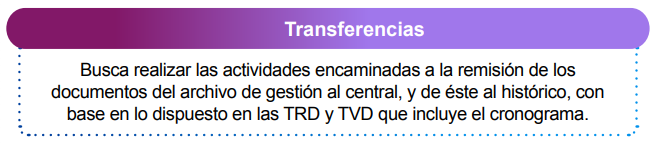 Transferencias
Busca realizar las actividades encaminadas a la remisión de los
documentos del archivo de gestión al central, y de éste al histórico, con
base en lo dispuesto en las TRD y TVD que incluye el cronograma.